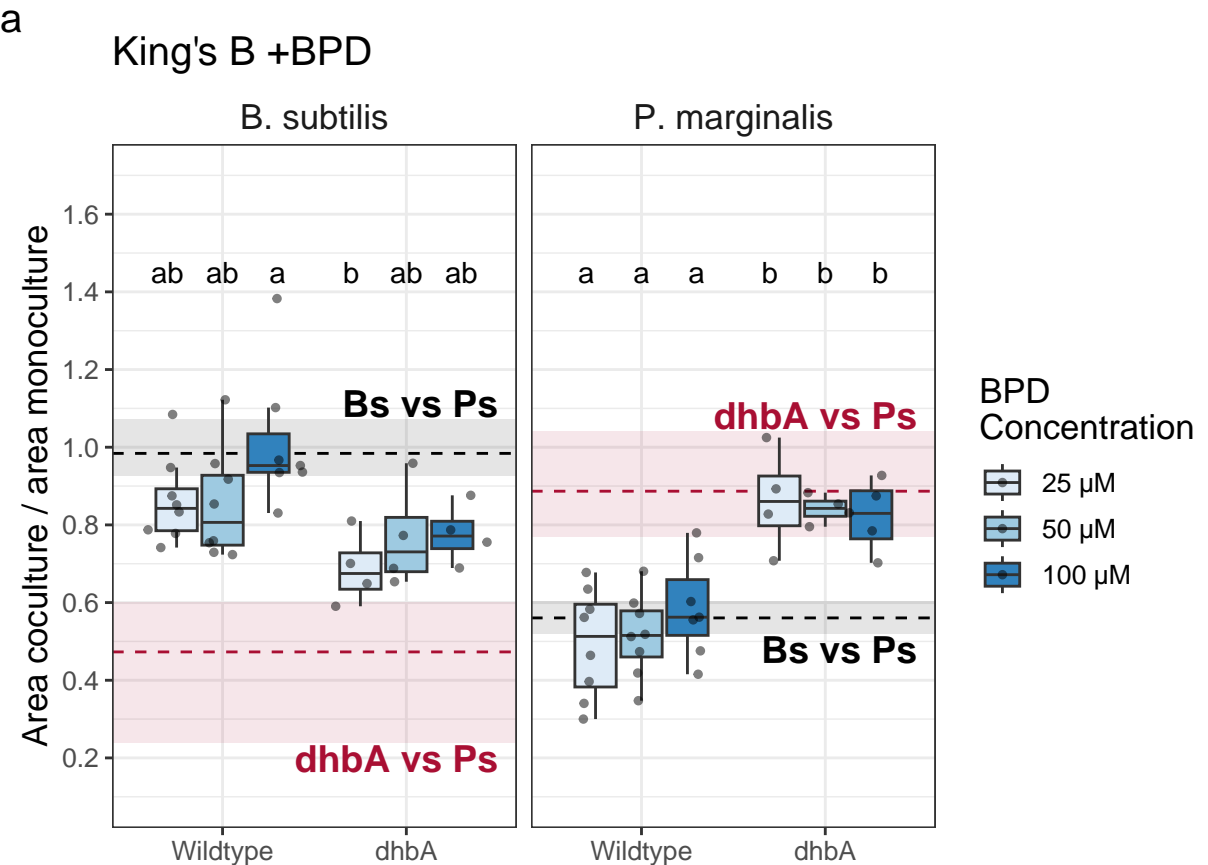 a
King's B +BPD
B. subtilis
P. marginalis
Area coculture / area monoculture
1.6
1.4
1.2
1.0
0.8
0.6
0.4
0.2
ab ab a b ab ab
a a a b b b
Bs vs Ps
dhbA vs Ps
dhbA vs Ps
Bs vs Ps
Wildtype dhbA
Wildtype dhbA
BPD
Concentration
25 µM
50 µM
100 µM